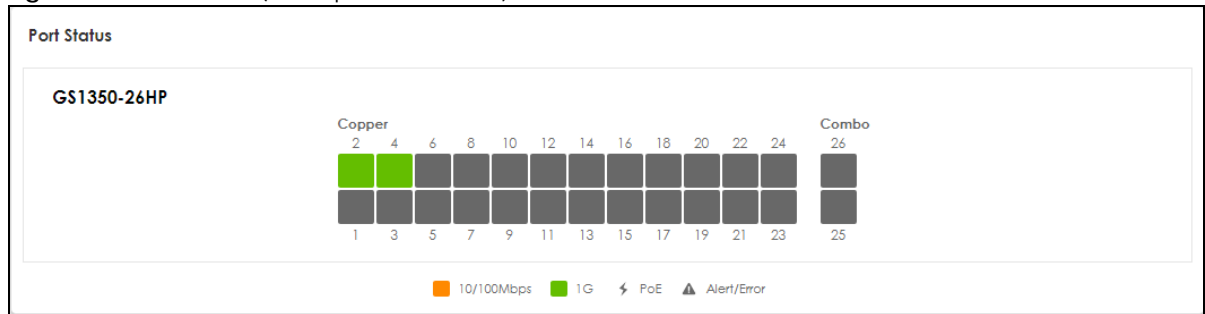 Port Status
GS1350-26HP
Copper Combo
2 4 6 8 10 12 14 16 18 20 22 24 26
1 3 5 7 9 11 13 15 17 19 21 23 25
10/100Mbps 1G PoE Alert/Error